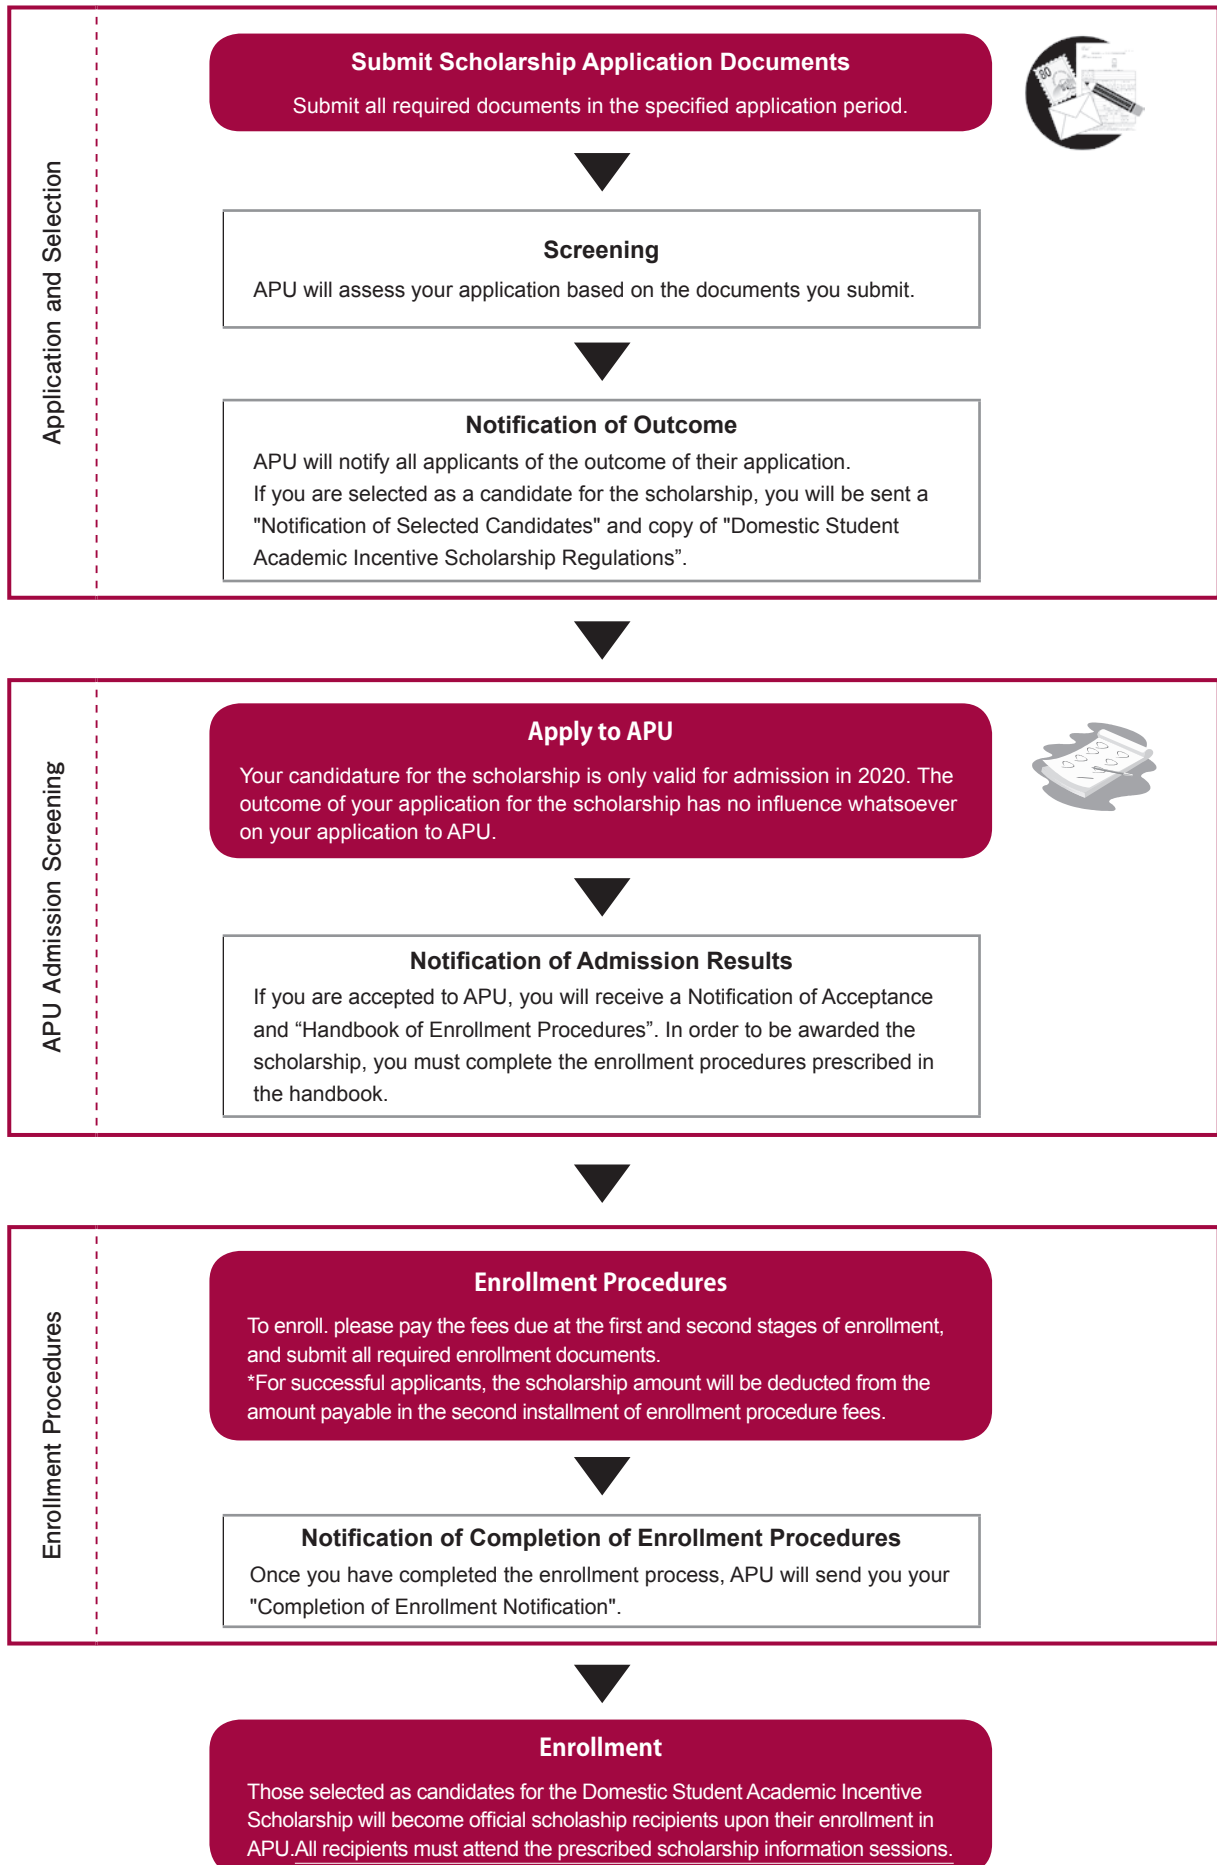 Application and Selection
Submit Scholarship Application Documents
Submit all required documents in the specified application period.
80
Screening
APU will assess your application based on the documents you submit.
Notification of Outcome
APU will notify all applicants of the outcome of their application.
If you are selected as a candidate for the scholarship, you will be sent a
"Notification of Selected Candidates" and copy of "Domestic Student
Academic Incentive Scholarship Regulations”.
APU Admission Screening
Apply to APU
Your candidature for the scholarship is only valid for admission in 2020. The
outcome of your application for the scholarship has no influence whatsoever
on your application to APU.
Notification of Admission Results
If you are accepted to APU, you will receive a Notification of Acceptance
and “Handbook of Enrollment Procedures”. In order to be awarded the
scholarship, you must complete the enrollment procedures prescribed in
the handbook.
Enrollment Procedures
Enrollment Procedures
To enroll. please pay the fees due at the first and second stages of enrollment,
and submit all required enrollment documents.
*For successful applicants, the scholarship amount will be deducted from the
amount payable in the second installment of enrollment procedure fees.
Notification of Completion of Enrollment Procedures
Once you have completed the enrollment process, APU will send you your
"Completion of Enrollment Notification".
Enrollment
Those selected as candidates for the Domestic Student Academic Incentive
Scholarship will become official scholaship recipients upon their enrollment in
APU.All recipients must attend the prescribed scholarship information sessions.